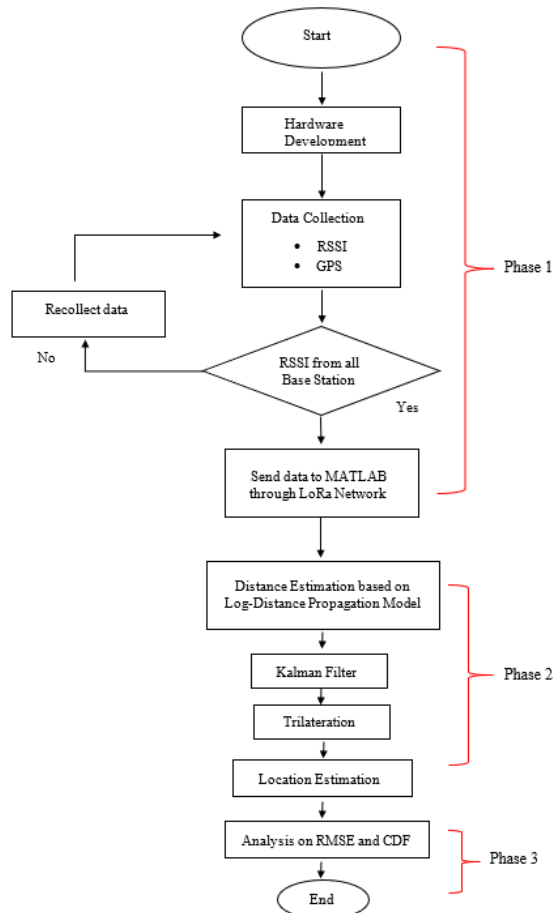 Start
Hardware
Development
Data Collection
• RSSI
• GPS
Phase 1
Recollect data
No
RSSI from all
Base Station
Yes
Send data to MATLAB
through LoRa Network
Distance Estimation based on
Log-Distance Propagation Model
Kalman Filter
Phase 2
Trilateration
Location Estimation
Analysis on RMSE and CDF
Phase 3
End